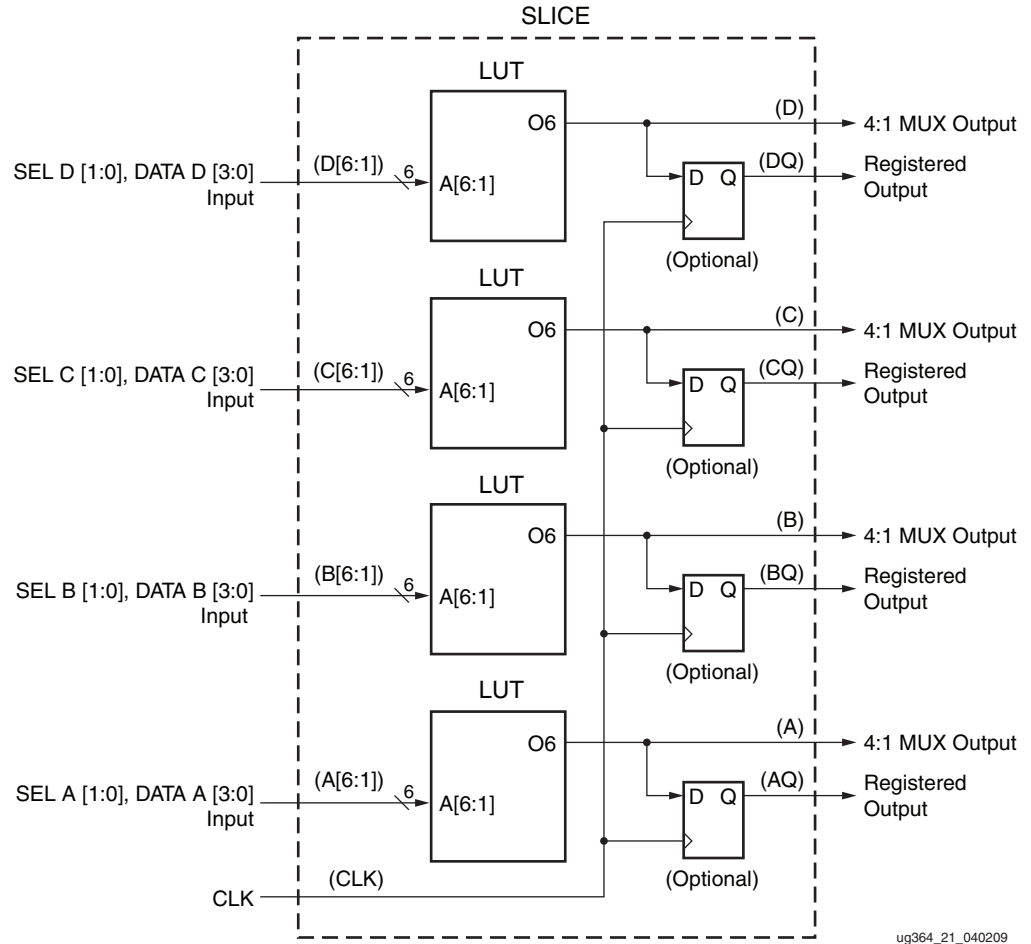 SLICE
LUT
O6
(D)
4:1 MUX Output
SEL D [1:0], DATA D [3:0]
Input
(D[6:1])
6
A[6:1]
D Q
(DQ)
Registered
Output
(Optional)
LUT
O6
(C)
4:1 MUX Output
SEL C [1:0], DATA C [3:0]
Input
(C[6:1])
6
A[6:1]
D Q
(CQ)
Registered
Output
(Optional)
LUT
O6
(B)
4:1 MUX Output
SEL B [1:0], DATA B [3:0]
Input
(B[6:1])
6
A[6:1]
D Q
(BQ)
Registered
Output
(Optional)
LUT
O6
(A)
4:1 MUX Output
SEL A [1:0], DATA A [3:0]
Input
(A[6:1])
6
A[6:1]
D Q
(AQ)
Registered
Output
(Optional)
CLK
(CLK)
ug364_21_040209